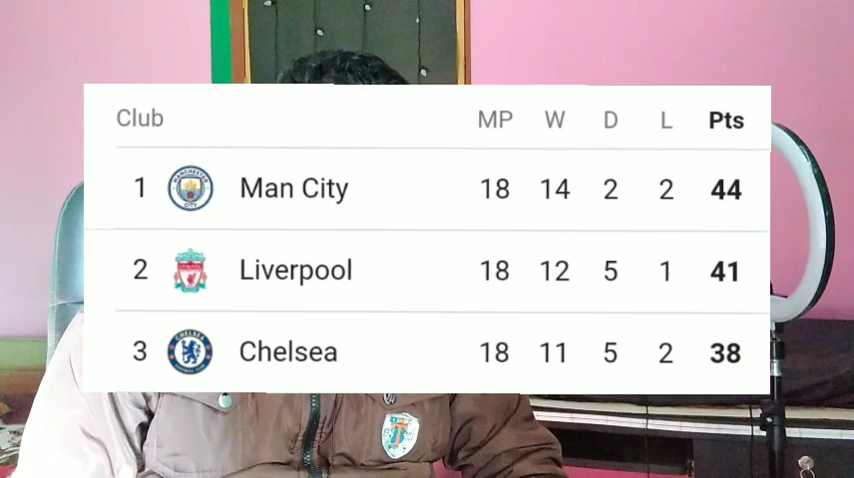 Club MP W D L Pts
1 Man City 18 14 2 2 44
2 Liverpool 18 12 5 1 41
3 Chelsea 18 11 5 2 38